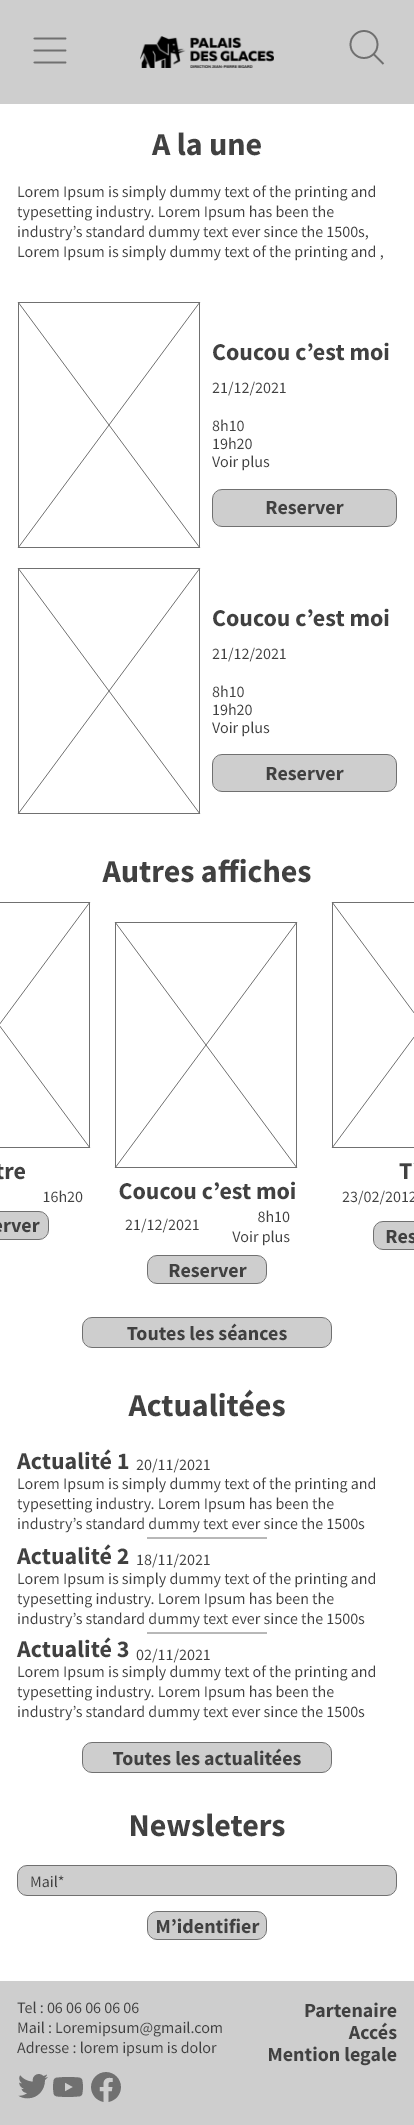 PALAIS
DES GLACES
A la une
Lorem Ipsum is simply dummy text of the printing and
typesetting industry. Lorem Ipsum has been the
industry’s standard dummy text ever since the 1500s,
Lorem Ipsum is simply dummy text of the printing and ,
Coucou c’est moi
21/12/2021
8h10
19h20
Voir plus
Reserver
Coucou c’est moi
21/12/2021
8h10
19h20
Voir plus
Reserver
Autres affiches
tre
16h20
erver
Coucou c’est moi
21/12/2021
8h10
Voir plus
Reserver
T
23/02/2012
Res
Toutes les séances
Actualitées
Actualité 1 20/11/2021
Lorem Ipsum is simply dummy text of the printing and
typesetting industry. Lorem Ipsum has been the
industry’s standard dummy text ever since the 1500s
Actualité 2 18/11/2021
Lorem Ipsum is simply dummy text of the printing and
typesetting industry. Lorem Ipsum has been the
industry’s standard dummy text ever since the 1500s
Actualité 3 02/11/2021
Lorem Ipsum is simply dummy text of the printing and
typesetting industry. Lorem Ipsum has been the
industry’s standard dummy text ever since the 1500s
Toutes les actualitées
Newsleters
Mail*
M’identifier
Tel : 06 06 06 06 06
Mail : Loremipsum@gmail.com
Adresse : lorem ipsum is dolor
Partenaire
Accés
Mention legale